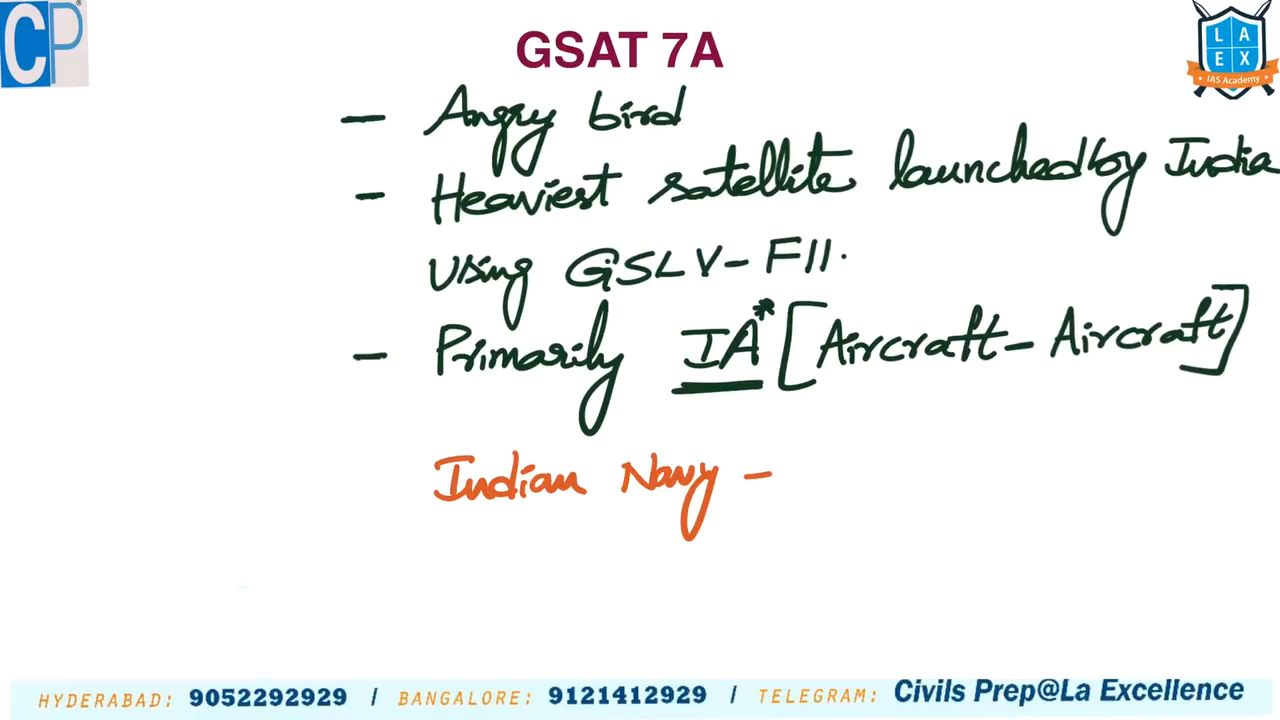 CP
GSAT 7A
LAEX
IAS Academy
- Angry bird
- Heaviest satellite launched by India
using GSLV-F11.
- Primarily IA* [Aircraft-Aircraft]
Indian Navy -
HYDERABAD: 9052292929 / BANGALORE: 9121412929 / TELEGRAM: Civils Prep@La Excellence